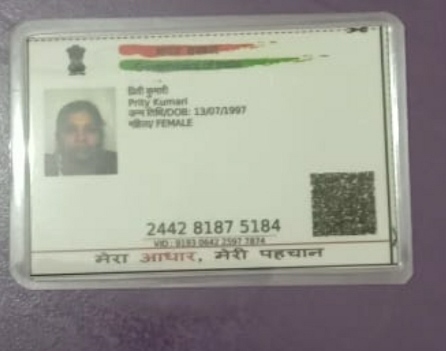 भारत सरकार
प्रिती कुमारी
Prity Kumari
जन्म तिथि/DOB: 13/07/1997
महिला/ FEMALE
2442 8187 5184
VID : 9193 0642 2597 7874
मेरा आधार, मेरी पहचान